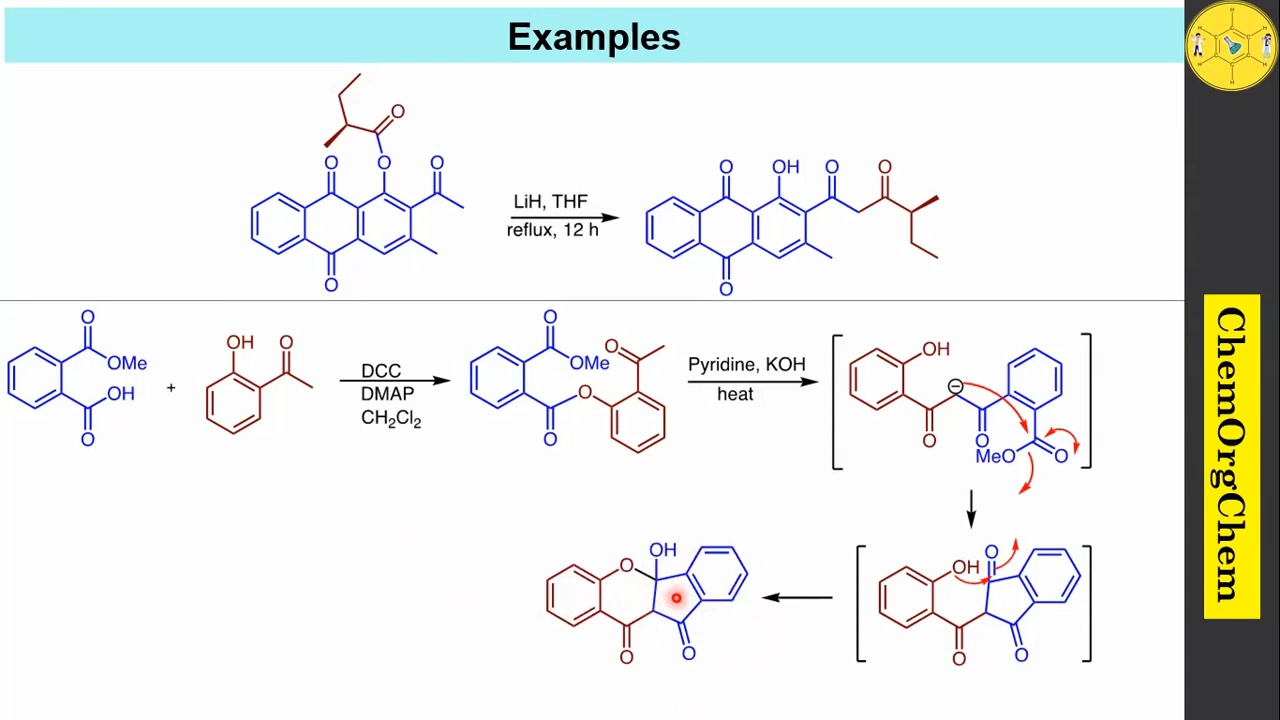 Examples
O
O
O
O
O
LiH, THF
reflux, 12 h
O
OH
O
O
O
O
OMe
OH
O
+
OH
O
DCC
DMAP
CH₂Cl₂
O
OMe
O
O
O
Pyridine, KOH
heat
OH
O
O
MeO
O
OH
O
O
O
O
OH
O
O
ChemOrgChem